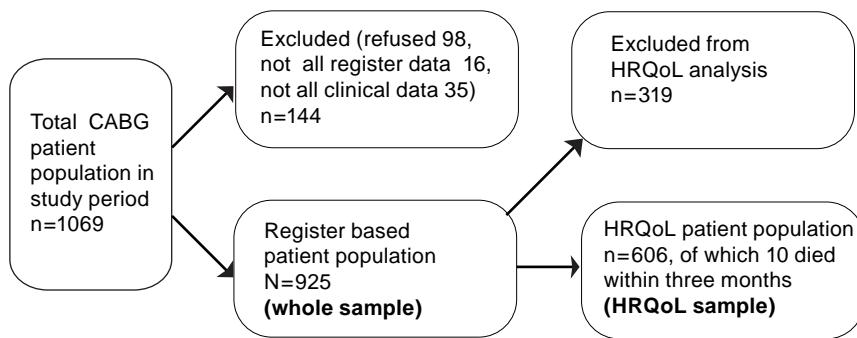 Total CABG
patient
population in
study period
n=1069
Excluded (refused 98,
not all register data 16,
not all clinical data 35)
n=144
Register based
patient population
N=925
(whole sample)
Excluded from
HRQoL analysis
n=319
HRQoL patient population
n=606, of which 10 died
within three months
(HRQoL sample)